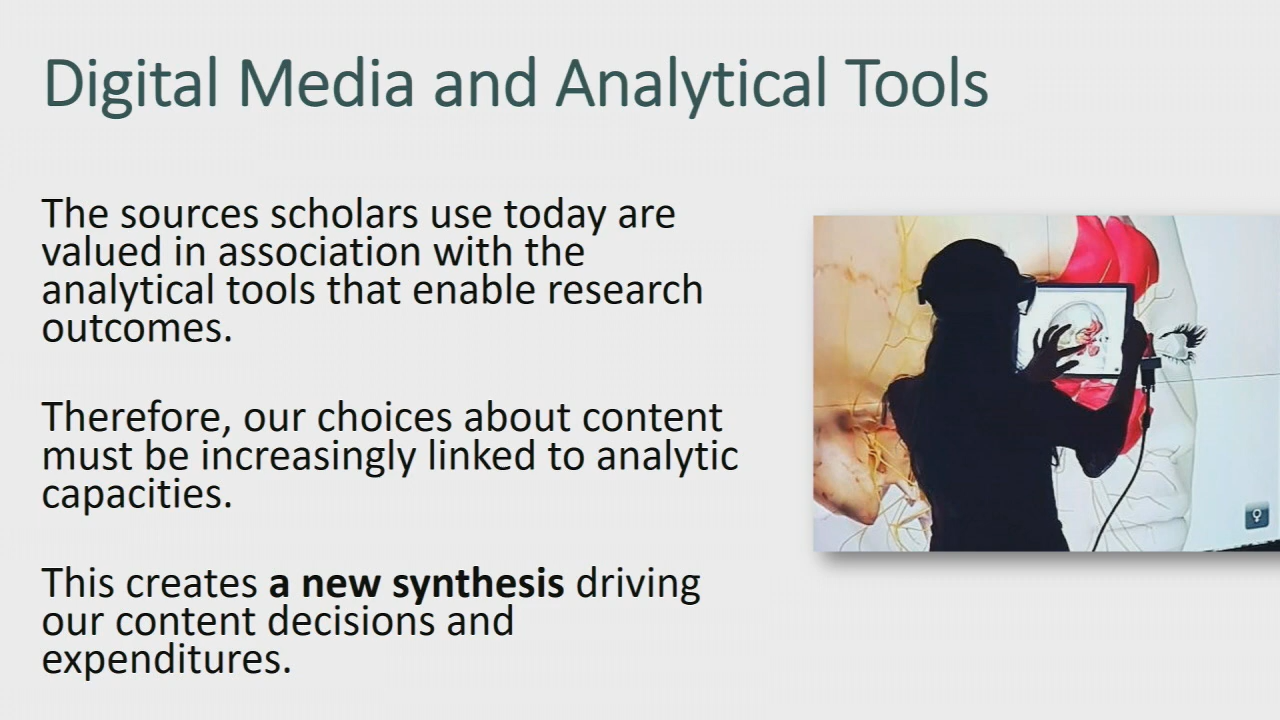 Digital Media and Analytical Tools
The sources scholars use today are
valued in association with the
analytical tools that enable research
outcomes.
Therefore, our choices about content
must be increasingly linked to analytic
capacities.
This creates a new synthesis driving
our content decisions and
expenditures.